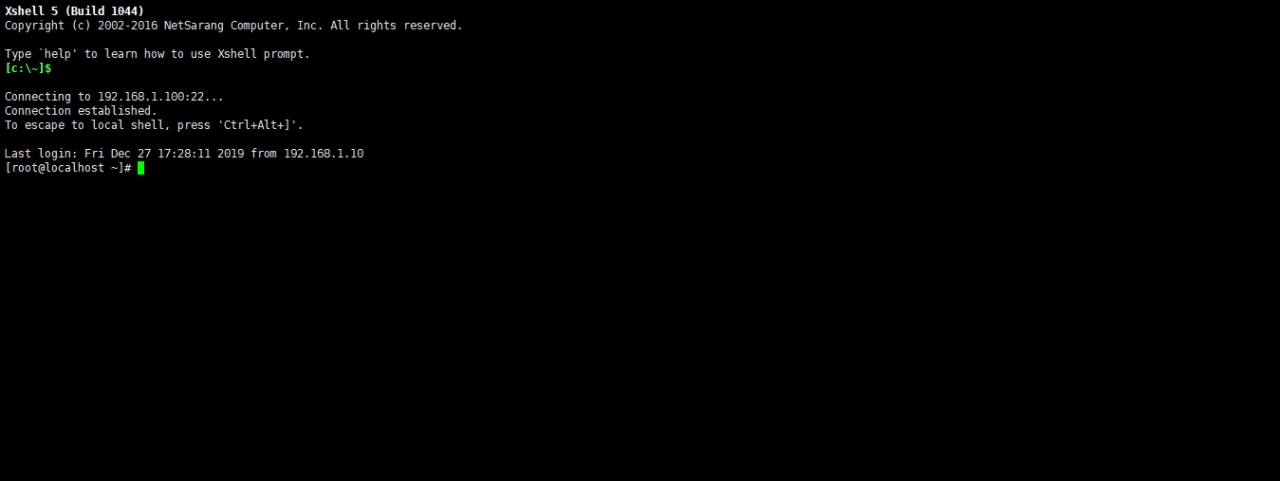 Xshell 5 (Build 1044)
Copyright (c) 2002-2016 NetSarang Computer, Inc. All rights reserved.
Type `help' to learn how to use Xshell prompt.
[c:\~]$
Connecting to 192.168.1.100:22...
Connection established.
To escape to local shell, press 'Ctrl+Alt+]'.
Last login: Fri Dec 27 17:28:11 2019 from 192.168.1.10
[root@localhost ~]#